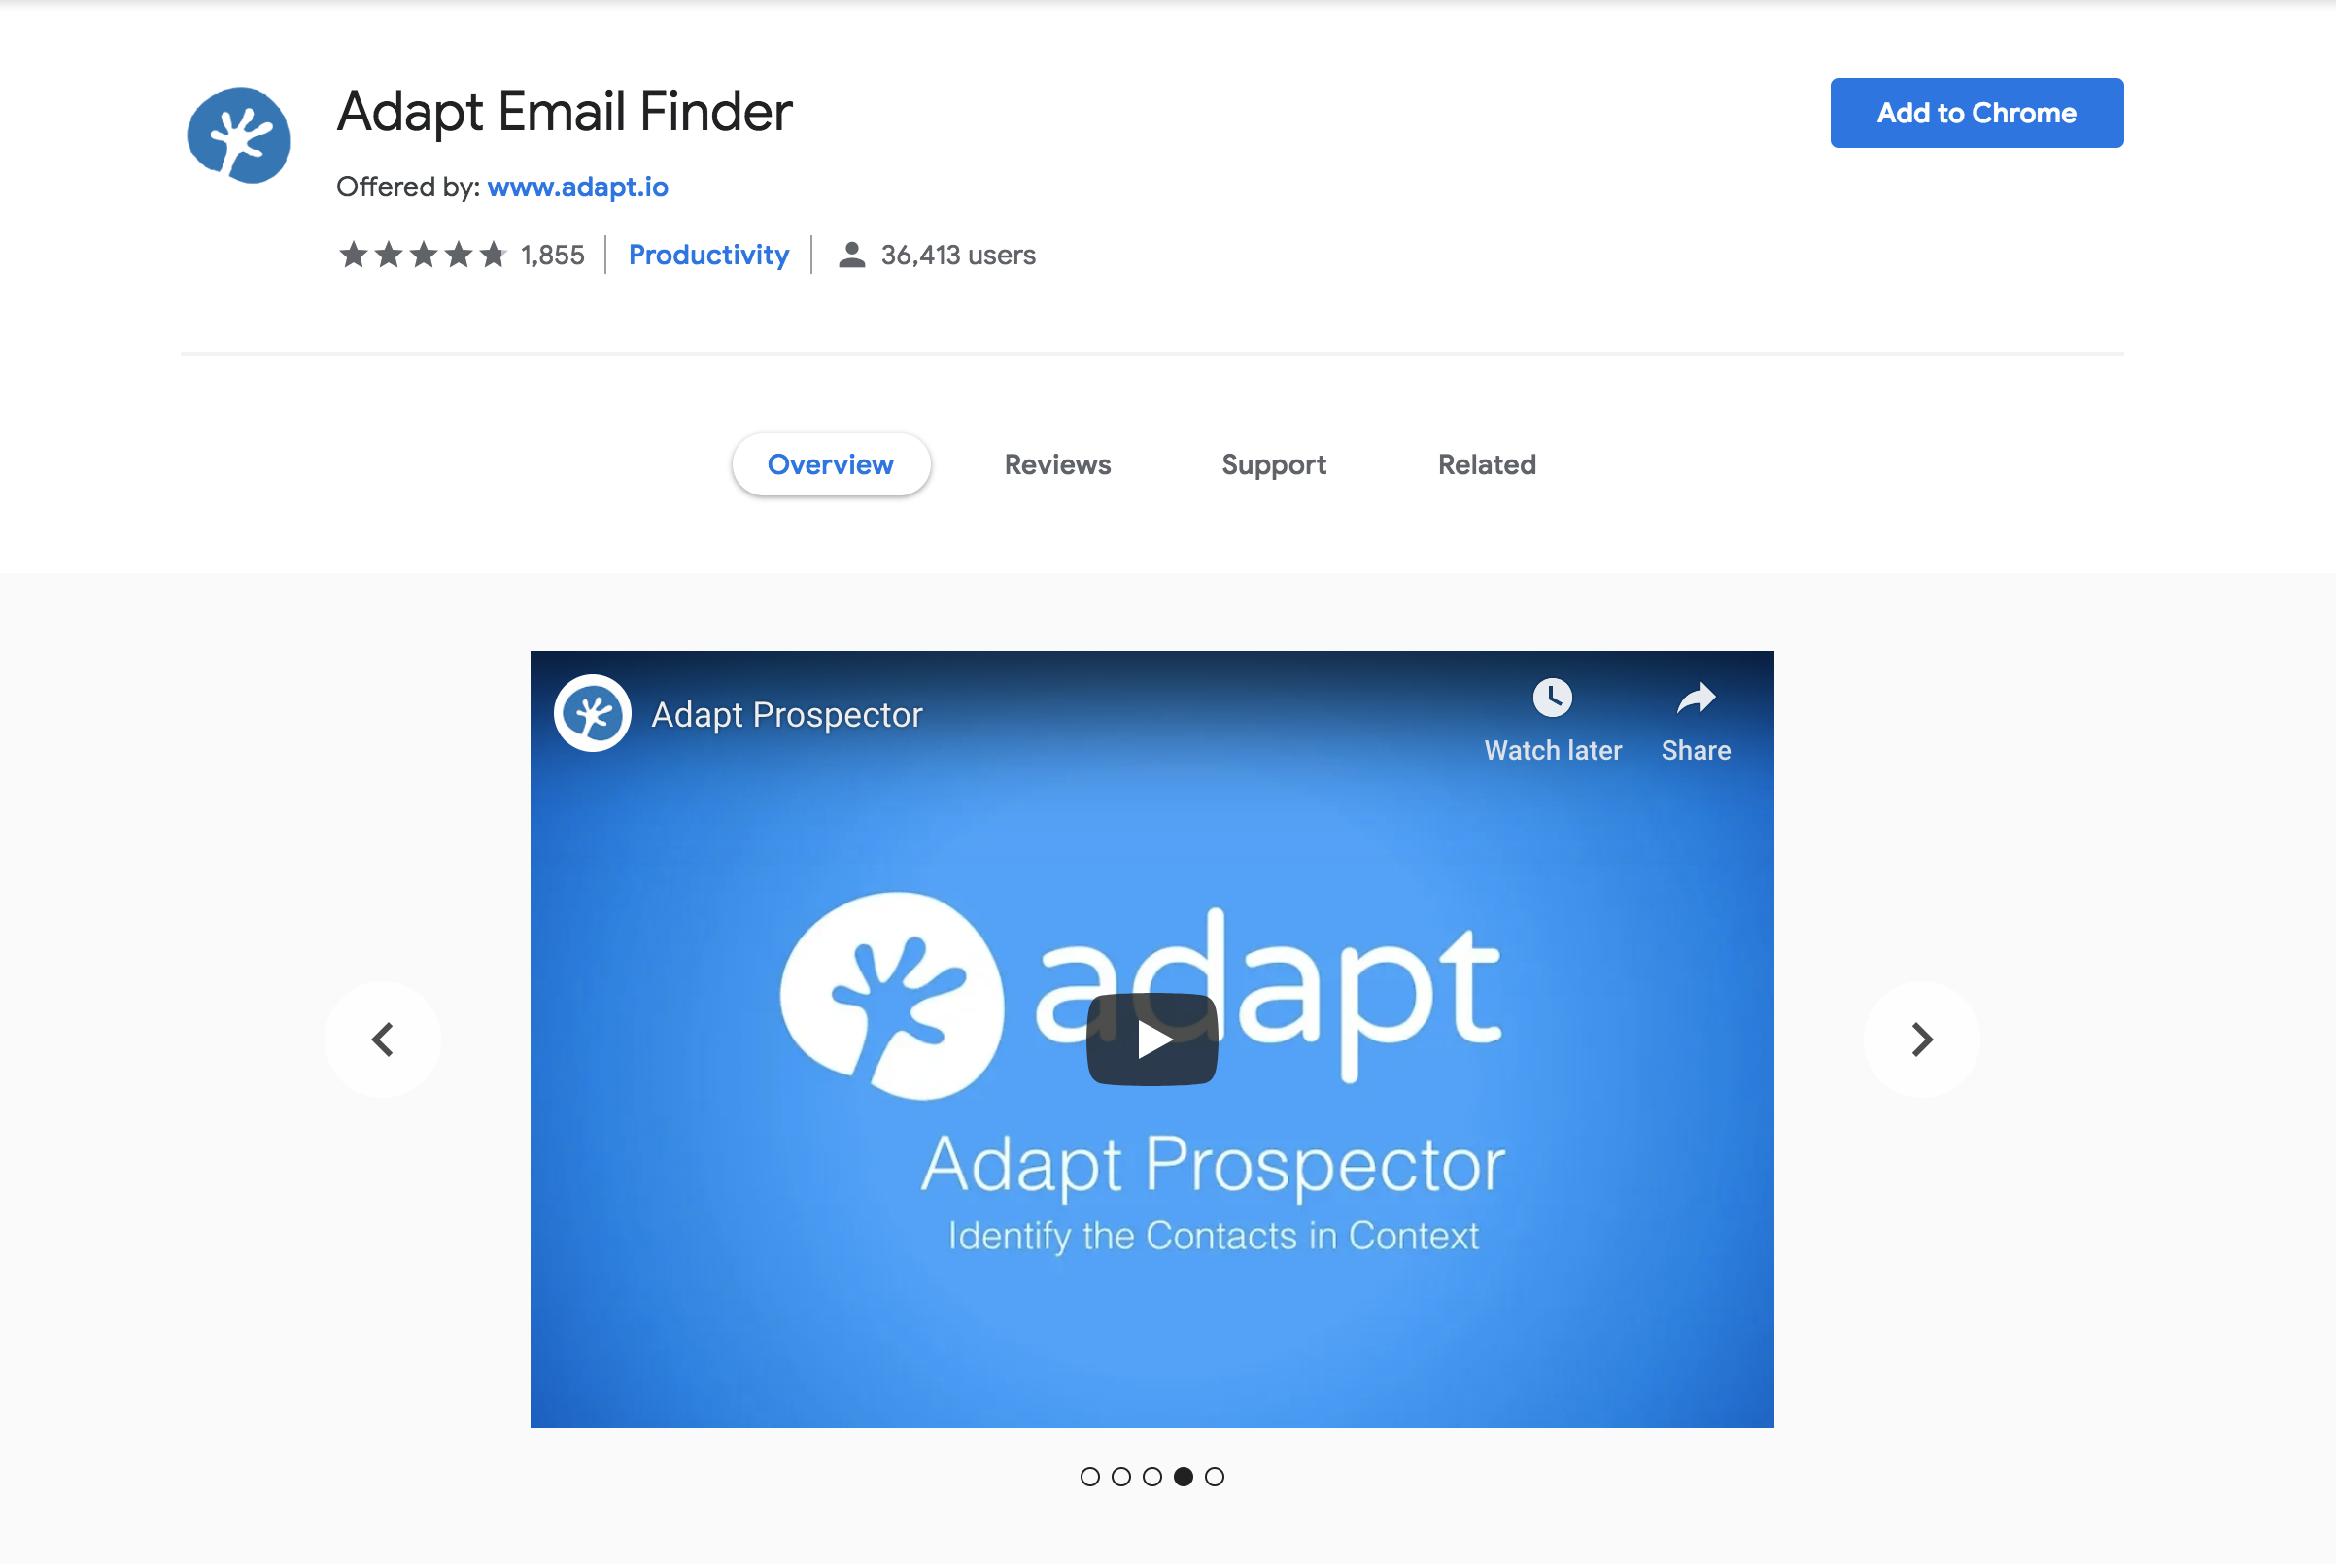 Adapt Email Finder
Add to Chrome
Offered by: www.adapt.io
1,855 Productivity 36,413 users
Overview Reviews Support Related
Adapt Prospector
Watch later Share
adapt
Adapt Prospector
Identify the Contacts in Context